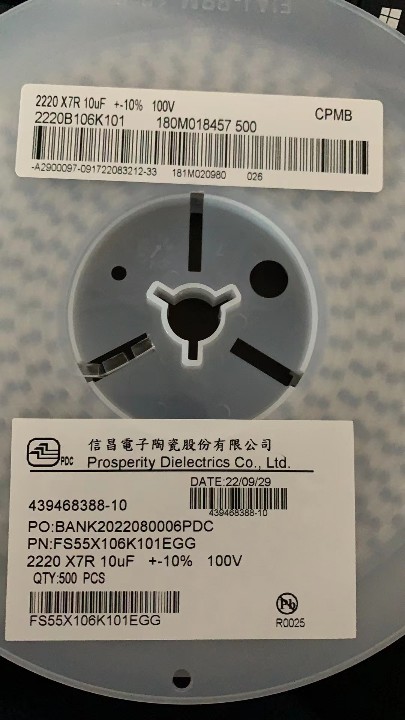 2220 X7R 10uF +-10% 100V
CPMB
2220B106K101 180M018457 500
-A2900097-091722083212-33 181M020980 026
PDC
信昌電子陶瓷股份有限公司
Prosperity Dielectrics Co., Ltd.
DATE:22/09/29
439468388-10
439468388-10
PO:BANK2022080006PDC
PN:FS55X106K101EGG
2220 X7R 10uF +-10% 100V
QTY:500 PCS
Pb
FS55X106K101EGG
R0025